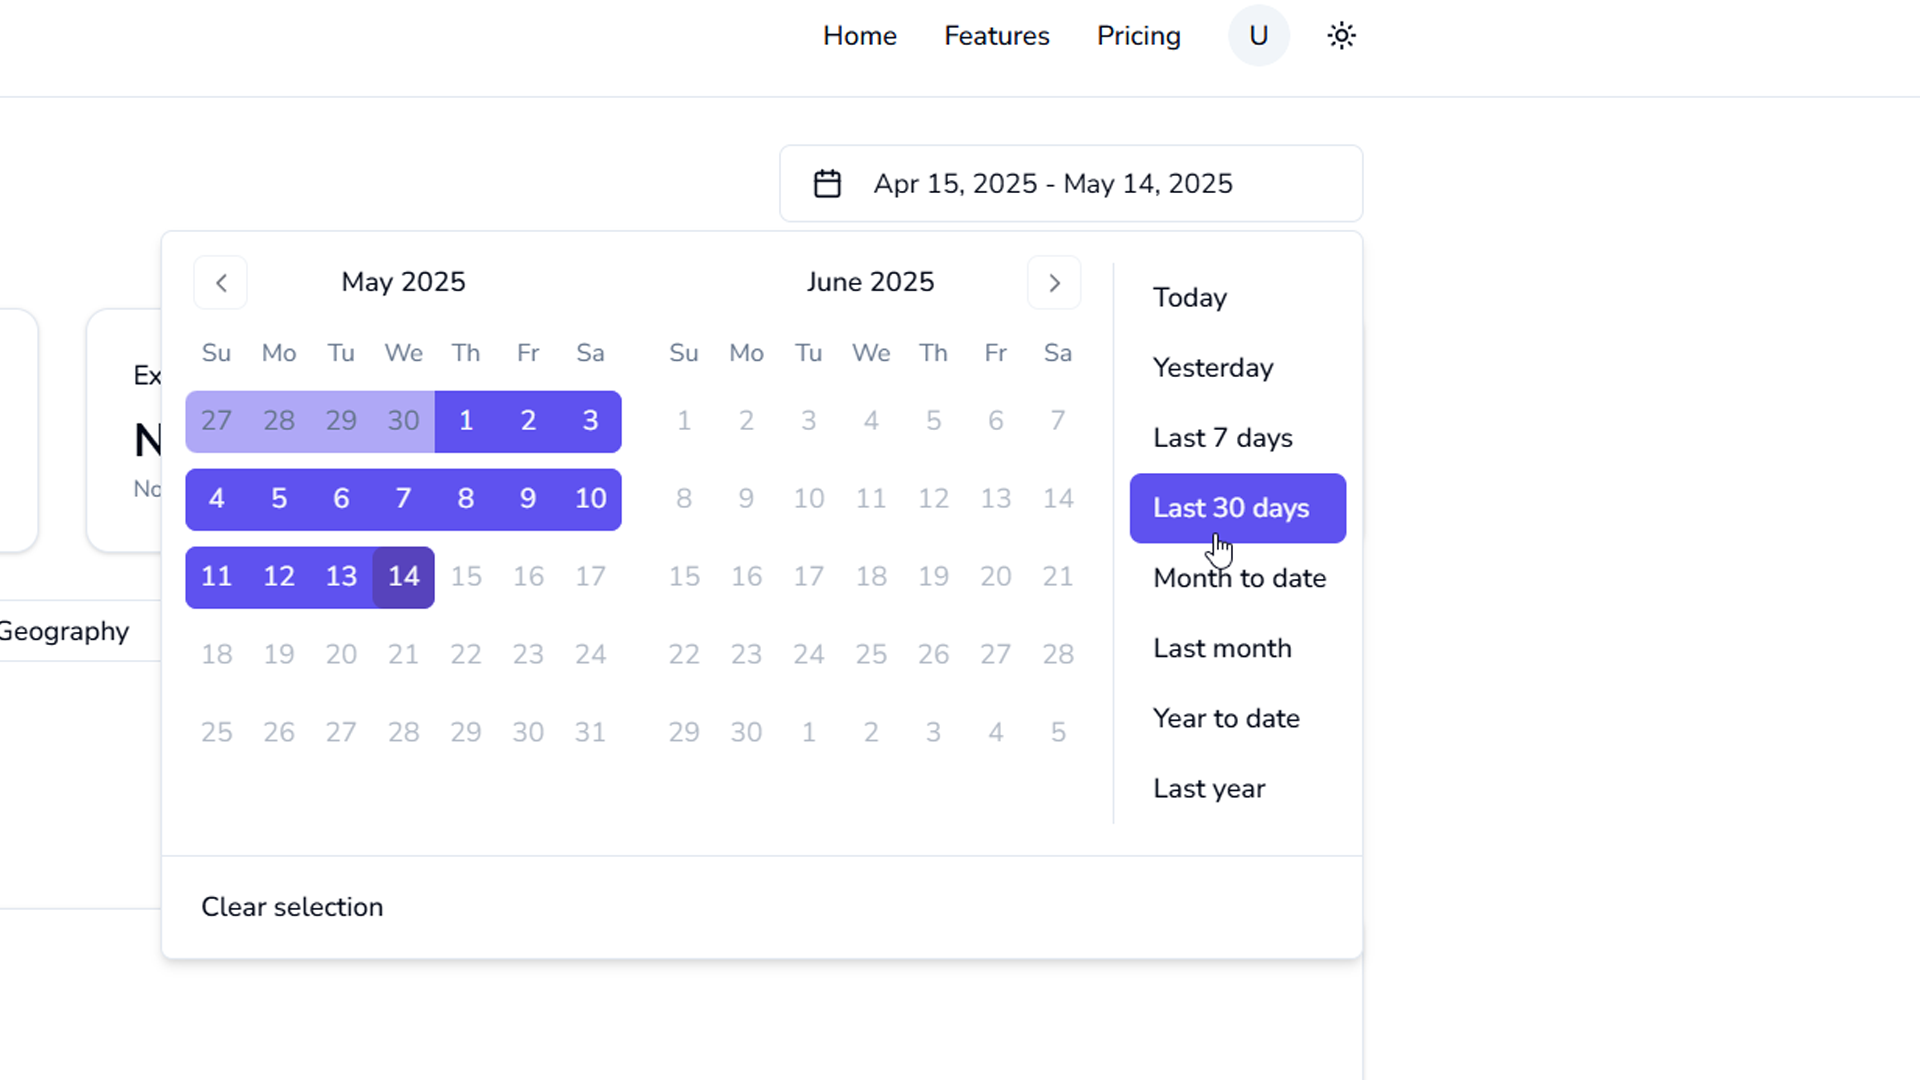 Home Features Pricing U
Apr 15, 2025 - May 14, 2025
May 2025 June 2025
Su Mo Tu We Th Fr Sa Su Mo Tu We Th Fr Sa
27 28 29 30 1 2 3 1 2 3 4 5 6 7
4 5 6 7 8 9 10 8 9 10 11 12 13 14
11 12 13 14 15 16 17 15 16 17 18 19 20 21
18 19 20 21 22 23 24 22 23 24 25 26 27 28
25 26 27 28 29 30 31 29 30 1 2 3 4 5
Today
Yesterday
Last 7 days
Last 30 days
Month to date
Last month
Year to date
Last year
Clear selection
Ex
N
No
Geography